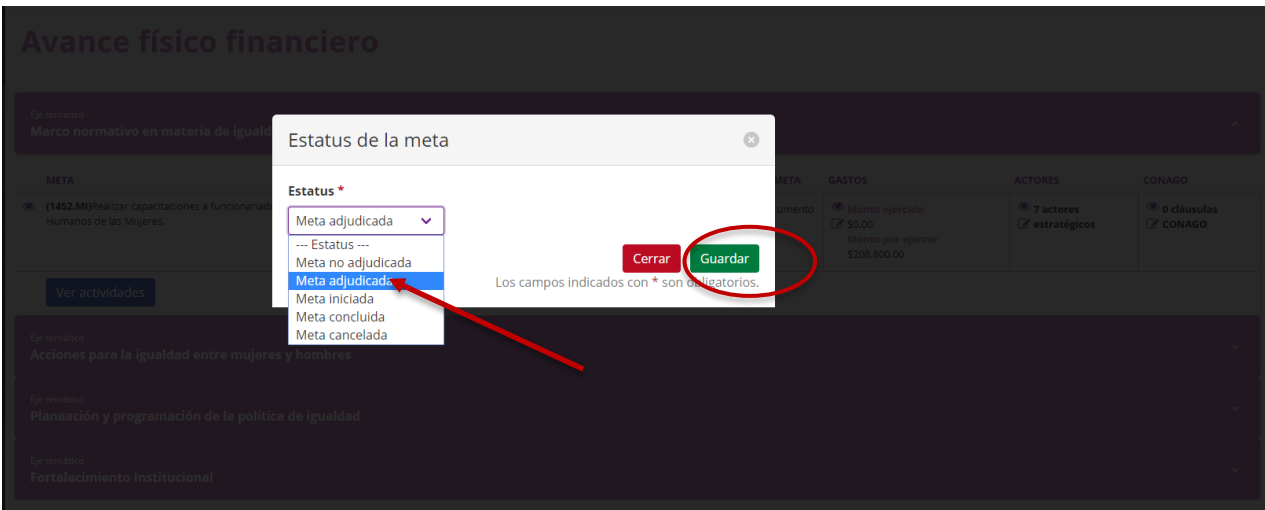 Avance físico financiero
Eje temático
Marco normativo en materia de iguald
Estatus de la meta
META
META
GASTOS
ACTORES
CONAGO
(1452.MI)Realizar capacitaciones a funcionariad
Humanos de las Mujeres.
Estatus *
Meta adjudicada
--- Estatus ---
Meta no adjudicada
Meta adjudicada
Meta iniciada
Meta concluida
Meta cancelada
Cerrar
Guardar
Los campos indicados con * son obligatorios.
cumento
Monto ejercido
$0.00
Monto por ejercer
$208,800.00
7 actores
estratégicos
0 cláusulas
CONAGO
Ver actividades
Eje temático
Acciones para la igualdad entre mujeres y hombres
Eje temático
Planeación y programación de la política de igualdad
Eje temático
Fortalecimiento Institucional